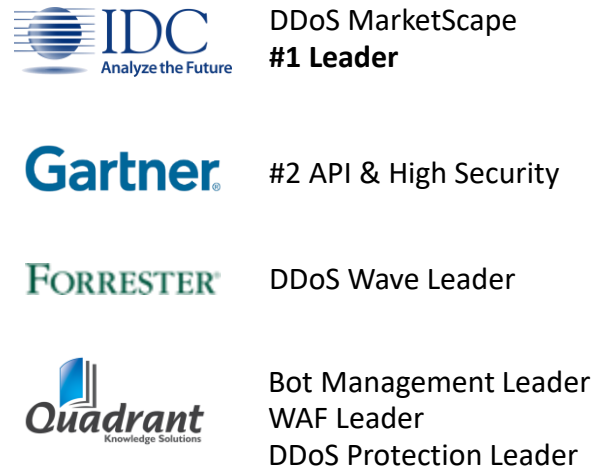 IDC
Analyze the Future
DDoS MarketScape
#1 Leader
Gartner®
#2 API & High Security
FORRESTER®
DDoS Wave Leader
Quadrant
Knowledge Solutions
Bot Management Leader
WAF Leader
DDoS Protection Leader